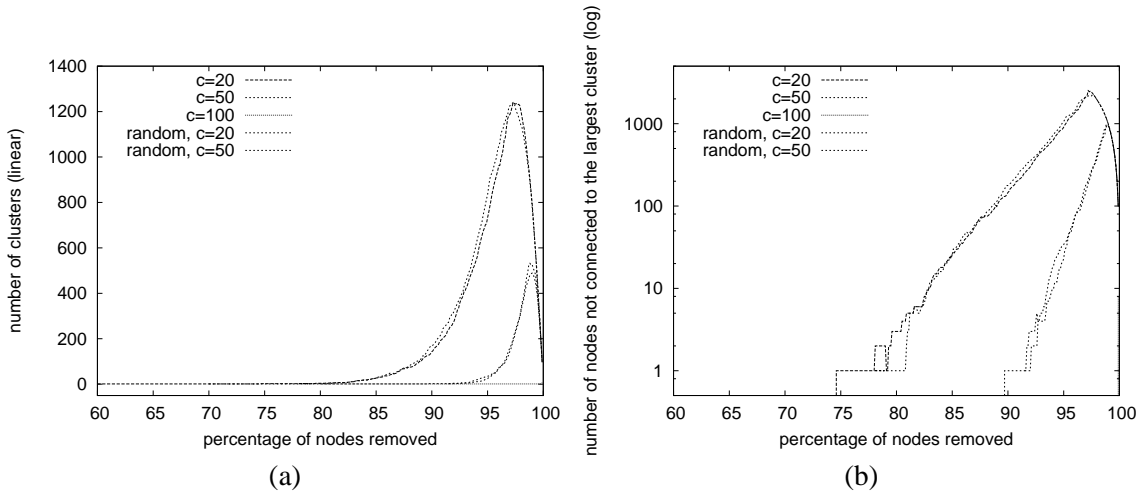 number of clusters (linear)
1400
1200
1000
800
600
400
200
0
c=20
c=50
c=100
random, c=20
random, c=50
60 65 70 75 80 85 90 95 100
percentage of nodes removed
(a)
number of nodes not connected to the largest cluster (log)
1000
100
10
1
c=20
c=50
c=100
random, c=20
random, c=50
60 65 70 75 80 85 90 95 100
percentage of nodes removed
(b)